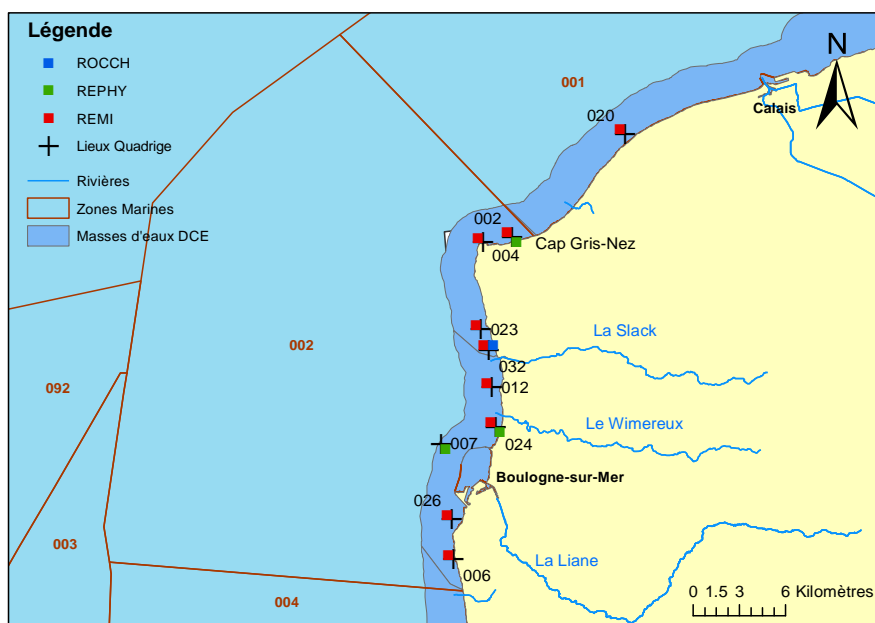 Légende
ROCCH
REPHY
REMI
Lieux Quadrige
Rivières
Zones Marines
Masses d'eaux DCE
N
001
020
Calais
002
004
Cap Gris-Nez
023
La Slack
002
032
092
012
Le Wimereux
007
024
Boulogne-sur-Mer
026
003
La Liane
006
004
0 1.5 3 6 Kilomètres